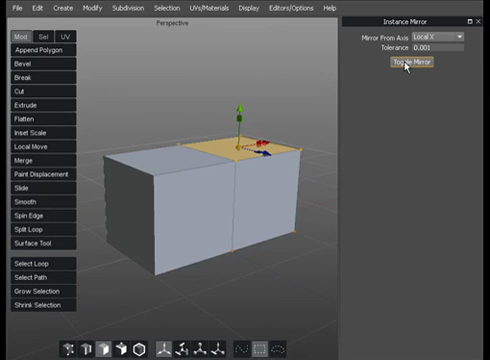 File Edit Create Modify Subdivision Selection UVs/Materials Display Editors/Options Help
Perspective
Instance Mirror
Mod Sel UV
Mirror From Axis Local X
Tolerance 0.001
Toggle Mirror
Append Polygon
Bevel
Break
Cut
Extrude
Flatten
Inset Scale
Local Move
Merge
Paint Displacement
Slide
Smooth
Spin Edge
Split Loop
Surface Tool
Select Loop
Select Path
Grow Selection
Shrink Selection